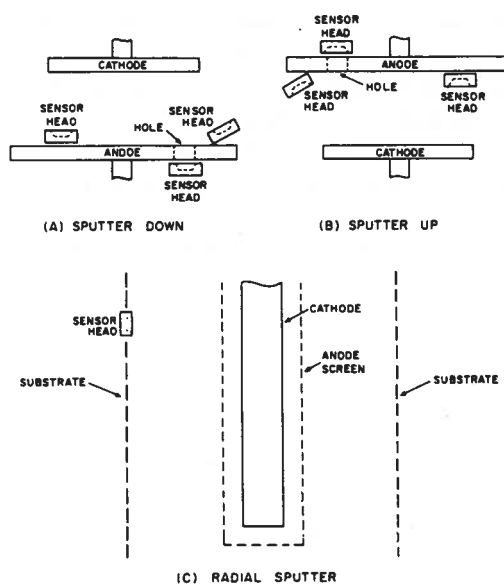 CATHODE
SENSOR
HEAD
HOLE
SENSOR
HEAD
ANODE
SENSOR
HEAD
(A) SPUTTER DOWN
SENSOR
HEAD
ANODE
SENSOR
HEAD
HOLE
SENSOR
HEAD
CATHODE
(B) SPUTTER UP
SENSOR
HEAD
SUBSTRATE
CATHODE
ANODE
SCREEN
SUBSTRATE
(C) RADIAL SPUTTER